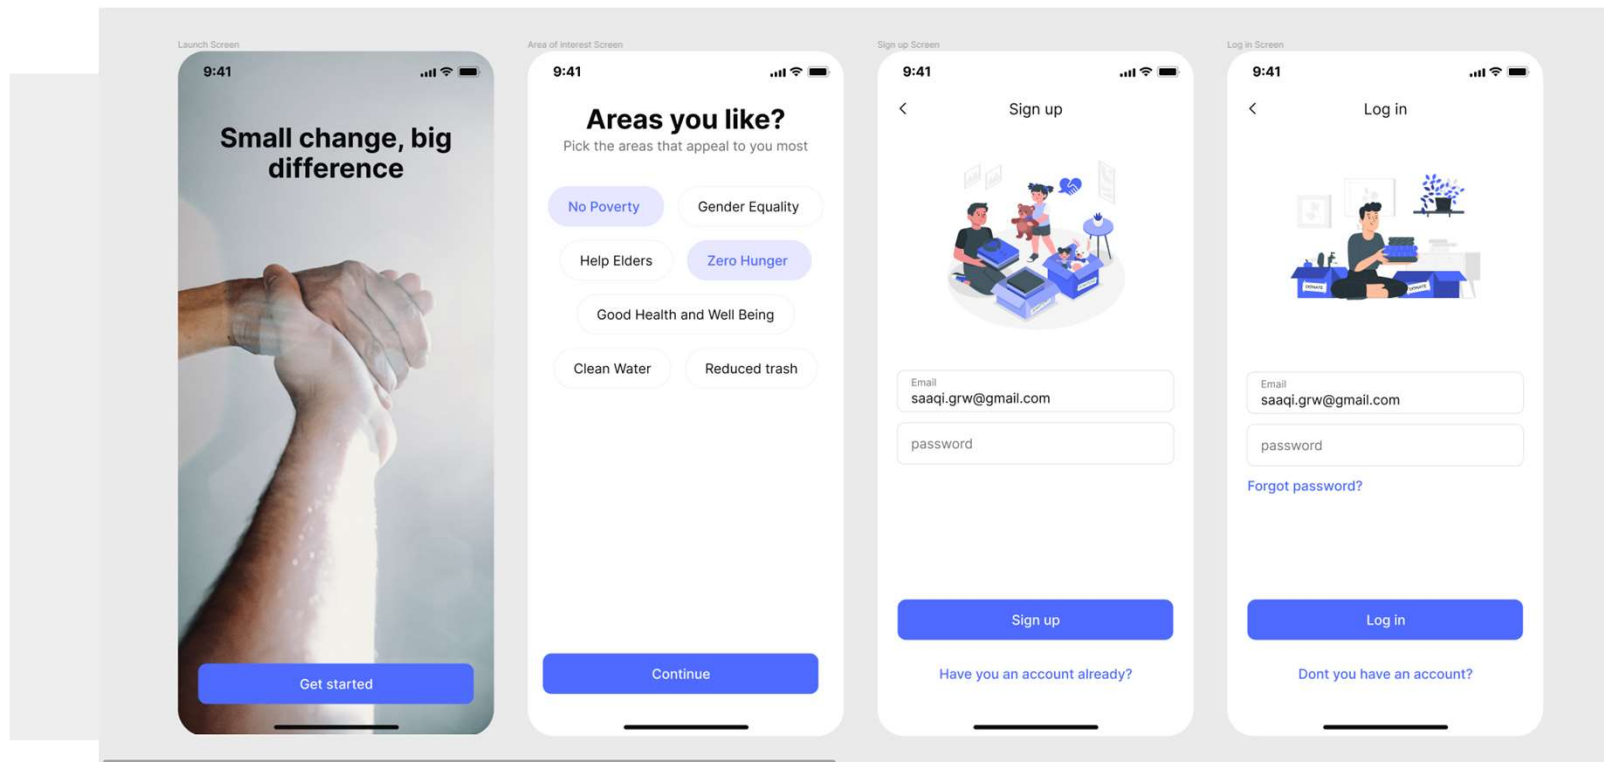 Launch Screen
9:41
Small change, big
difference
Get started
Area of interest Screen
9:41
Areas you like?
Pick the areas that appeal to you most
No Poverty
Gender Equality
Help Elders
Zero Hunger
Good Health and Well Being
Clean Water
Reduced trash
Continue
Sign up Screen
9:41
Sign up
Email
saaqi.grw@gmail.com
password
Sign up
Have you an account already?
Log in Screen
9:41
Log in
DONATE
DONATE
Email
saaqi.grw@gmail.com
password
Forgot password?
Log in
Dont you have an account?